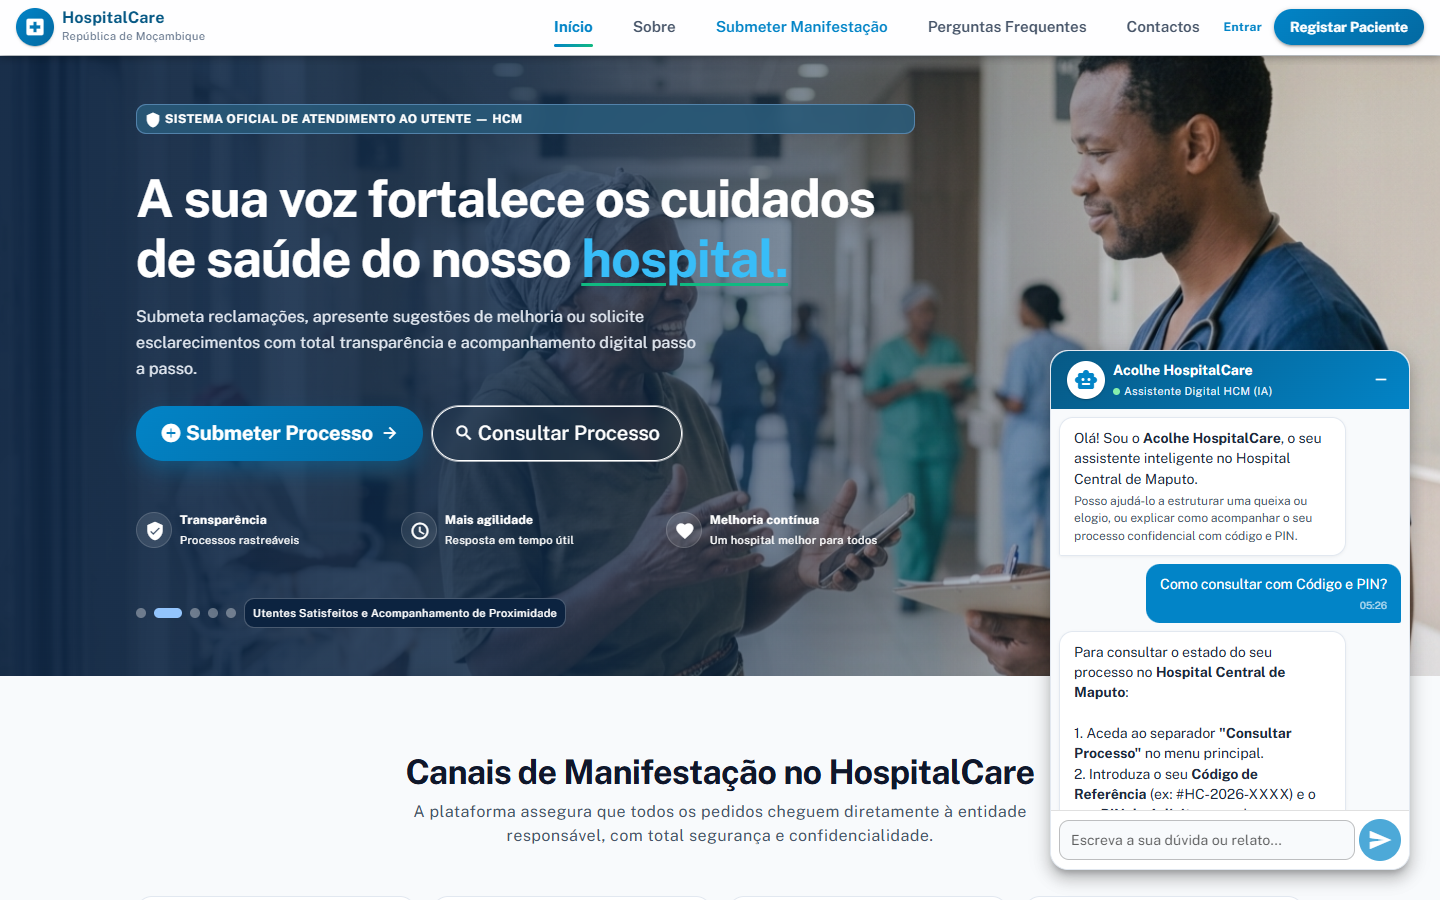 HospitalCare
República de Moçambique
Início
Sobre
Submeter Manifestação
Perguntas Frequentes
Contactos
Entrar
Registar Paciente
SISTEMA OFICIAL DE ATENDIMENTO AO UTENTE — HCM
A sua voz fortalece os cuidados
de saúde do nosso hospital.
Submeta reclamações, apresente sugestões de melhoria ou solicite
esclarecimentos com total transparência e acompanhamento digital passo
a passo.
Submeter Processo
Consultar Processo
Transparência
Processos rastreáveis
Mais agilidade
Resposta em tempo útil
Melhoria contínua
Um hospital melhor para todos
Utentes Satisfeitos e Acompanhamento de Proximidade
Canais de Manifestação no HospitalCare
A plataforma assegura que todos os pedidos cheguem diretamente à entidade
responsável, com total segurança e confidencialidade.
Acolhe HospitalCare
Assistente Digital HCM (IA)
Olá! Sou o Acolhe HospitalCare, o seu
assistente inteligente no Hospital
Central de Maputo.
Posso ajudá-lo a estruturar uma queixa ou
elogio, ou explicar como acompanhar o seu
processo confidencial com código e PIN.
Como consultar com Código e PIN?
05:26
Para consultar o estado do seu
processo no Hospital Central de
Maputo:
1. Aceda ao separador "Consultar
Processo" no menu principal.
2. Introduza o seu Código de
Referência (ex: #HC-2026-XXXX) e o
Escreva a sua dúvida ou relato...